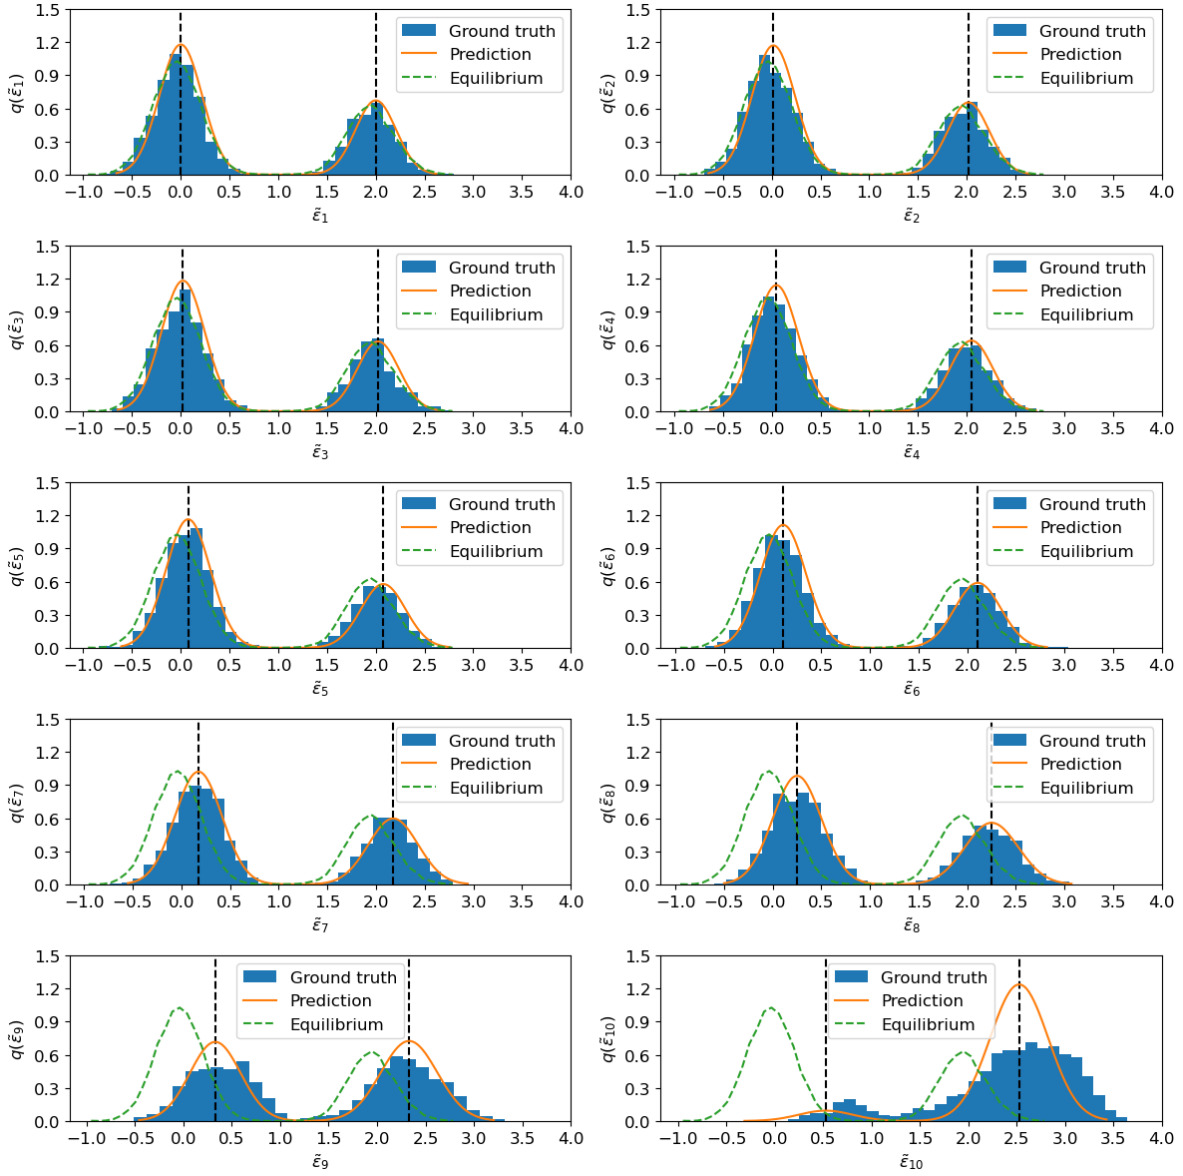 1.5
1.2
0.9
0.6
0.3
0.0
q(ε̃₁)
Ground truth
Prediction
Equilibrium
−1.0 −0.5 0.0 0.5 1.0 1.5 2.0 2.5 3.0 3.5 4.0
ε̃₁
1.5
1.2
0.9
0.6
0.3
0.0
q(ε̃₂)
Ground truth
Prediction
Equilibrium
−1.0 −0.5 0.0 0.5 1.0 1.5 2.0 2.5 3.0 3.5 4.0
ε̃₂
1.5
1.2
0.9
0.6
0.3
0.0
q(ε̃₃)
Ground truth
Prediction
Equilibrium
−1.0 −0.5 0.0 0.5 1.0 1.5 2.0 2.5 3.0 3.5 4.0
ε̃₃
1.5
1.2
0.9
0.6
0.3
0.0
q(ε̃₄)
Ground truth
Prediction
Equilibrium
−1.0 −0.5 0.0 0.5 1.0 1.5 2.0 2.5 3.0 3.5 4.0
ε̃₄
1.5
1.2
0.9
0.6
0.3
0.0
q(ε̃₅)
Ground truth
Prediction
Equilibrium
−1.0 −0.5 0.0 0.5 1.0 1.5 2.0 2.5 3.0 3.5 4.0
ε̃₅
1.5
1.2
0.9
0.6
0.3
0.0
q(ε̃₆)
Ground truth
Prediction
Equilibrium
−1.0 −0.5 0.0 0.5 1.0 1.5 2.0 2.5 3.0 3.5 4.0
ε̃₆
1.5
1.2
0.9
0.6
0.3
0.0
q(ε̃₇)
Ground truth
Prediction
Equilibrium
−1.0 −0.5 0.0 0.5 1.0 1.5 2.0 2.5 3.0 3.5 4.0
ε̃₇
1.5
1.2
0.9
0.6
0.3
0.0
q(ε̃₈)
Ground truth
Prediction
Equilibrium
−1.0 −0.5 0.0 0.5 1.0 1.5 2.0 2.5 3.0 3.5 4.0
ε̃₈
1.5
1.2
0.9
0.6
0.3
0.0
q(ε̃₉)
Ground truth
Prediction
Equilibrium
−1.0 −0.5 0.0 0.5 1.0 1.5 2.0 2.5 3.0 3.5 4.0
ε̃₉
1.5
1.2
0.9
0.6
0.3
0.0
q(ε̃₁₀)
Ground truth
Prediction
Equilibrium
−1.0 −0.5 0.0 0.5 1.0 1.5 2.0 2.5 3.0 3.5 4.0
ε̃₁₀